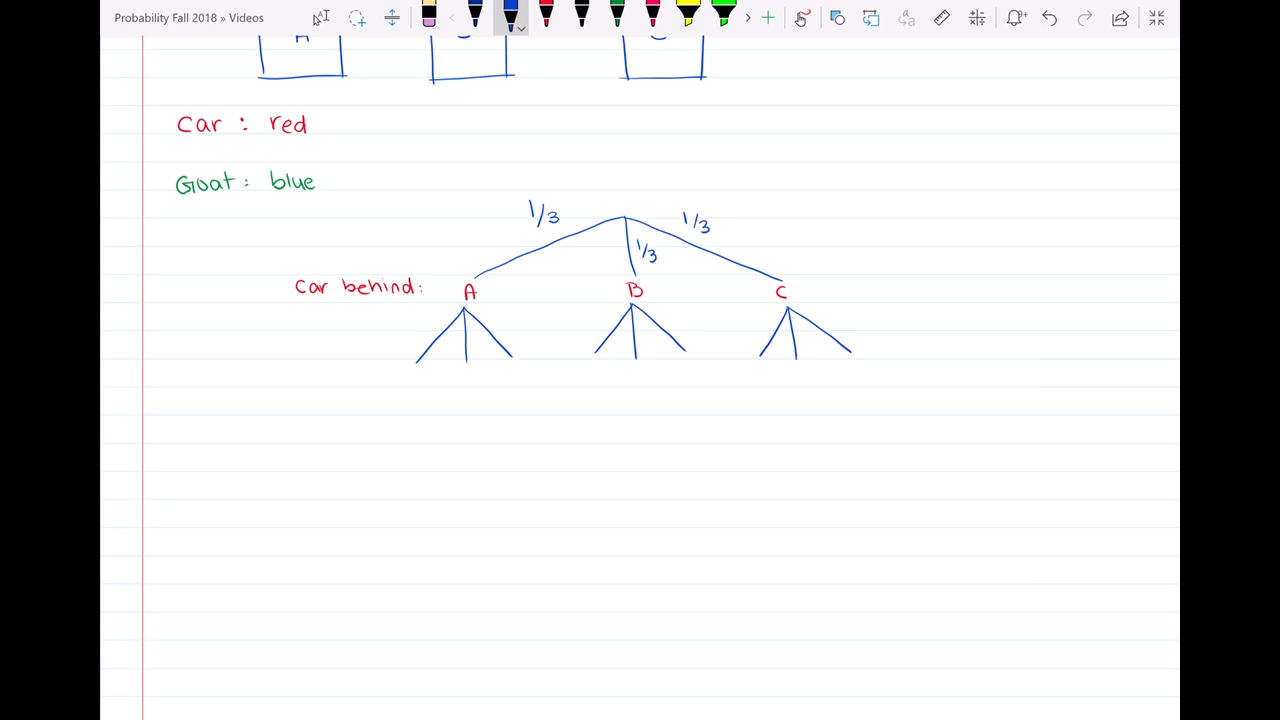 Probability Fall 2018 » Videos
A
Car : red
Goat : blue
1/3 1/3
1/3
Car behind: A B C